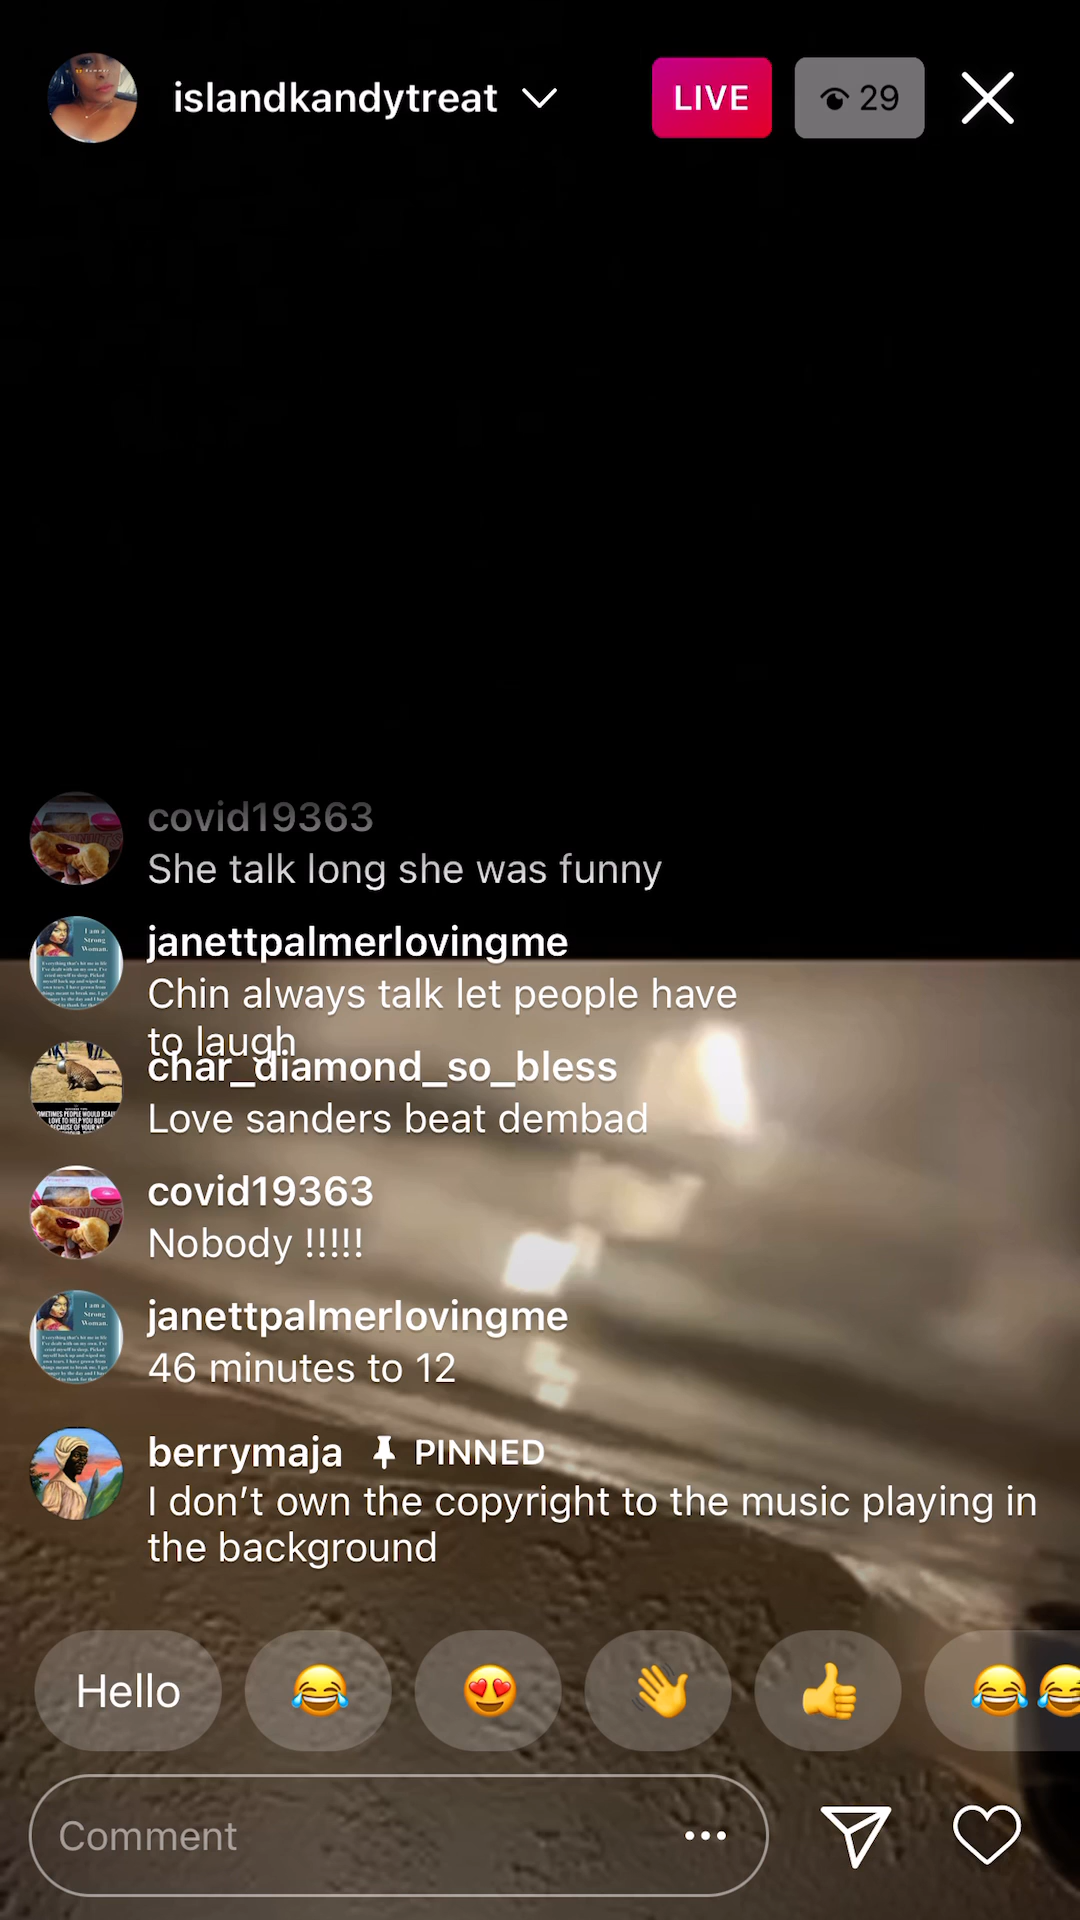 islandkandytreat
LIVE
29
covid19363
She talk long she was funny
janettpalmerlovingme
Chin always talk let people have
to laugh
char_diamond_so_bless
Love sanders beat dembad
covid19363
Nobody !!!!!
janettpalmerlovingme
46 minutes to 12
berrymaja PINNED
I don’t own the copyright to the music playing in
the background
Hello 😂 😍 👋 👍 😂😂
Comment